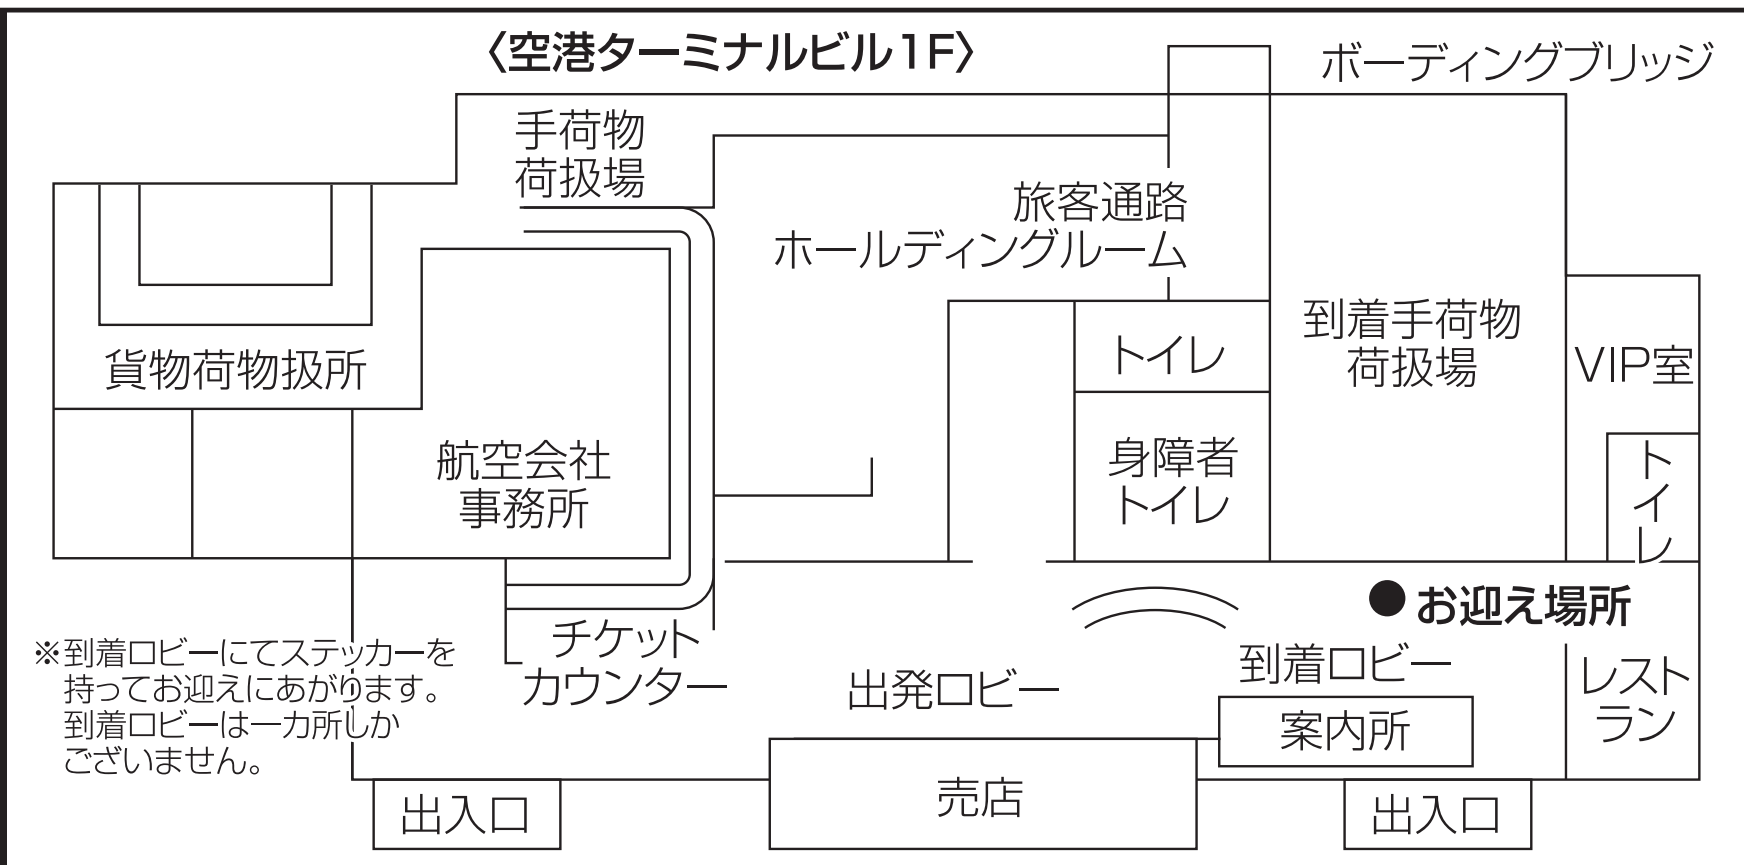 〈空港ターミナルビル1F〉
ボーディングブリッジ
手荷物
荷扱場
旅客通路
ホールディングルーム
到着手荷物
荷扱場
貨物荷物扱所
トイレ
VIP室
航空会社
事務所
身障者
トイレ
トイレ
●お迎え場所
チケット
カウンター
出発ロビー
到着ロビー
案内所
レスト
ラン
※到着ロビーにてステッカーを
持ってお迎えにあがります。
到着ロビーは一カ所しか
ございません。
売店
出入口
出入口